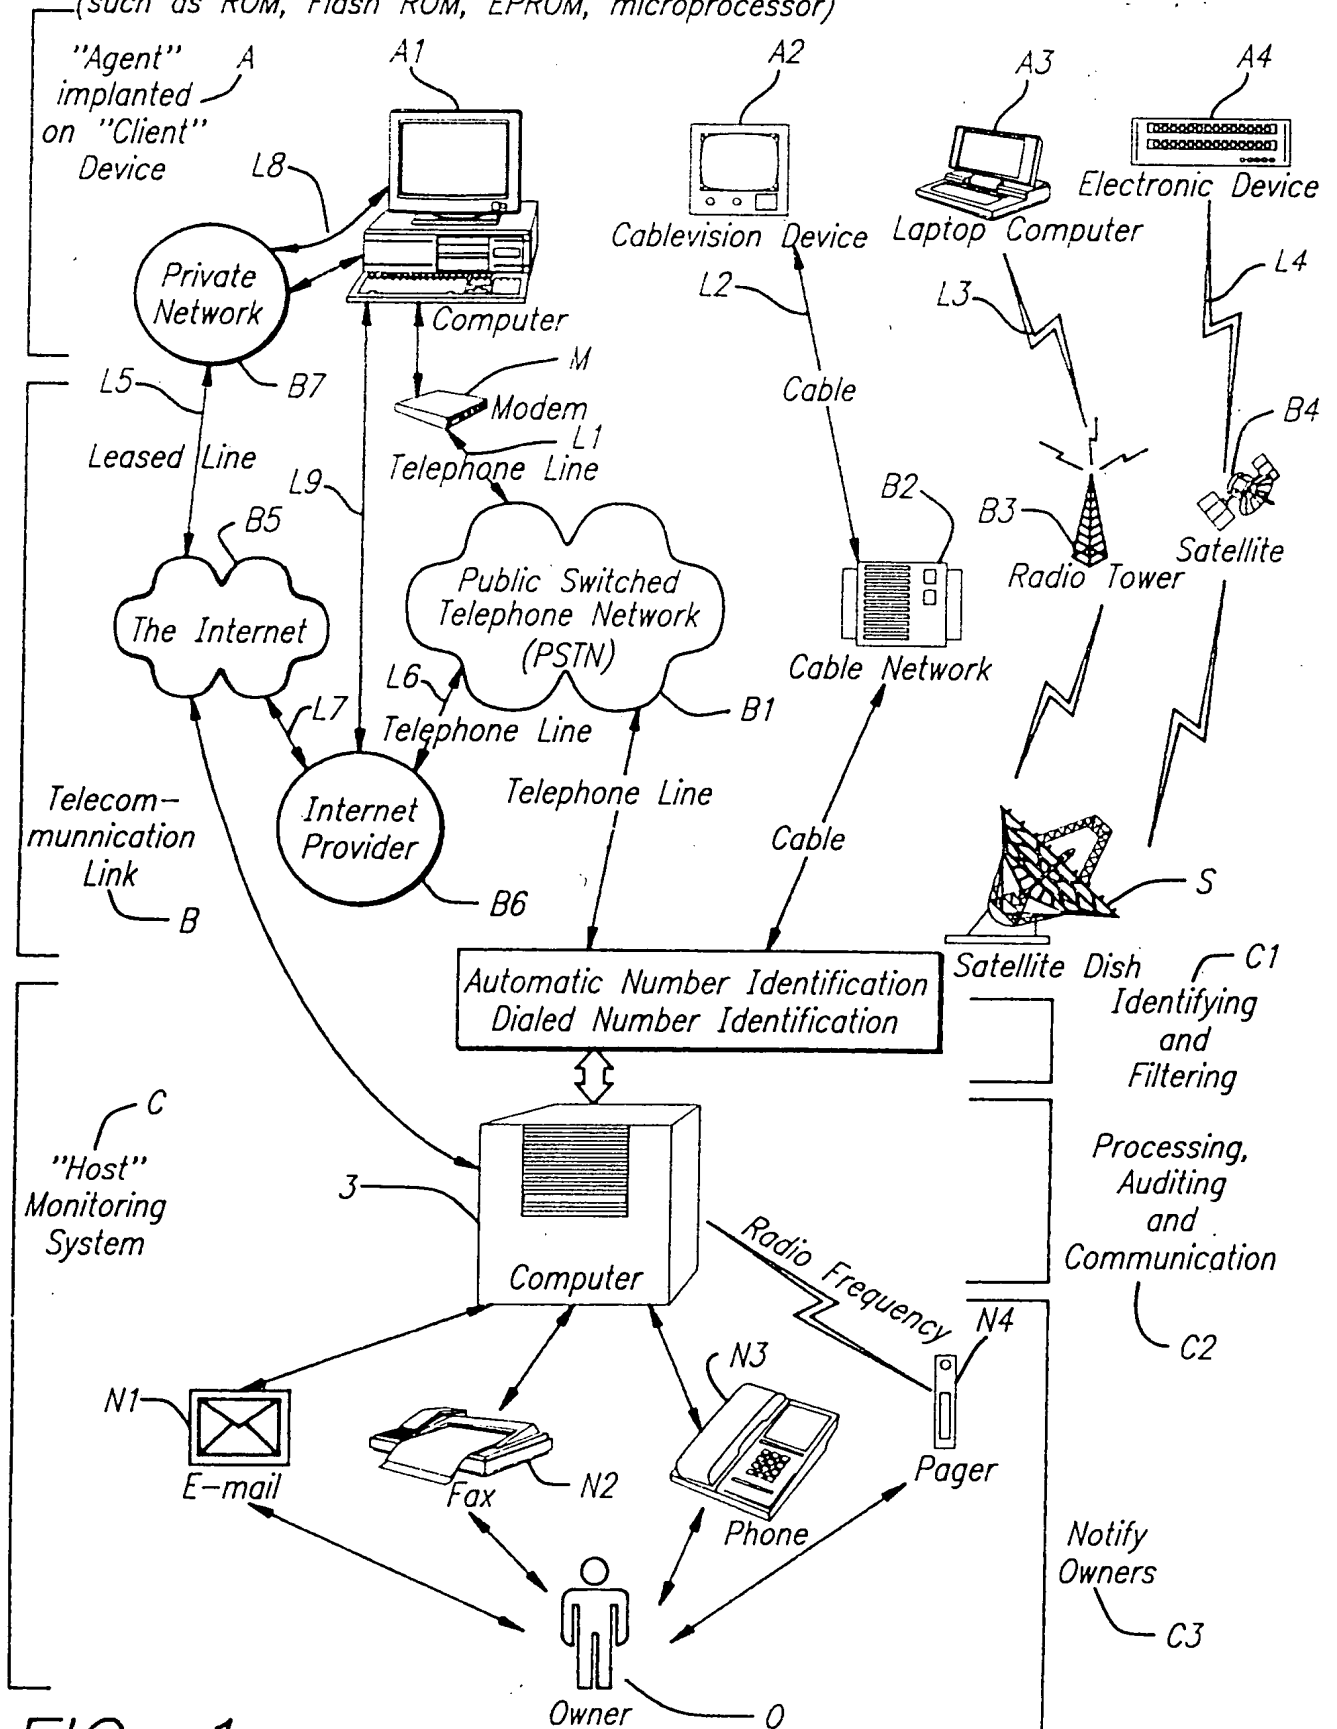 (such as ROM, Flash ROM, EPROM, microprocessor)
"Agent"
implanted
on "Client"
Device
A
A1
A2
A3
A4
L8
Private
Network
Computer
Cablevision Device
Laptop Computer
Electronic Device
L2
L3
L4
L5
B7
M
Modem
L1
Cable
B4
Leased Line
L9
Telephone Line
B5
B2
B3
Satellite
Radio Tower
The Internet
Public Switched
Telephone Network
(PSTN)
Cable Network
L6
L7
B1
Telephone Line
Telephone Line
Internet
Provider
B6
Cable
Telecom-
munnication
Link
B
S
Satellite Dish
C1
Automatic Number Identification
Dialed Number Identification
Identifying
and
Filtering
C
"Host"
Monitoring
System
3
Computer
Processing,
Auditing
and
Communication
C2
Radio Frequency
N4
N1
E-mail
N2
Fax
N3
Phone
Pager
Notify
Owners
C3
Owner
O
FIG. 1